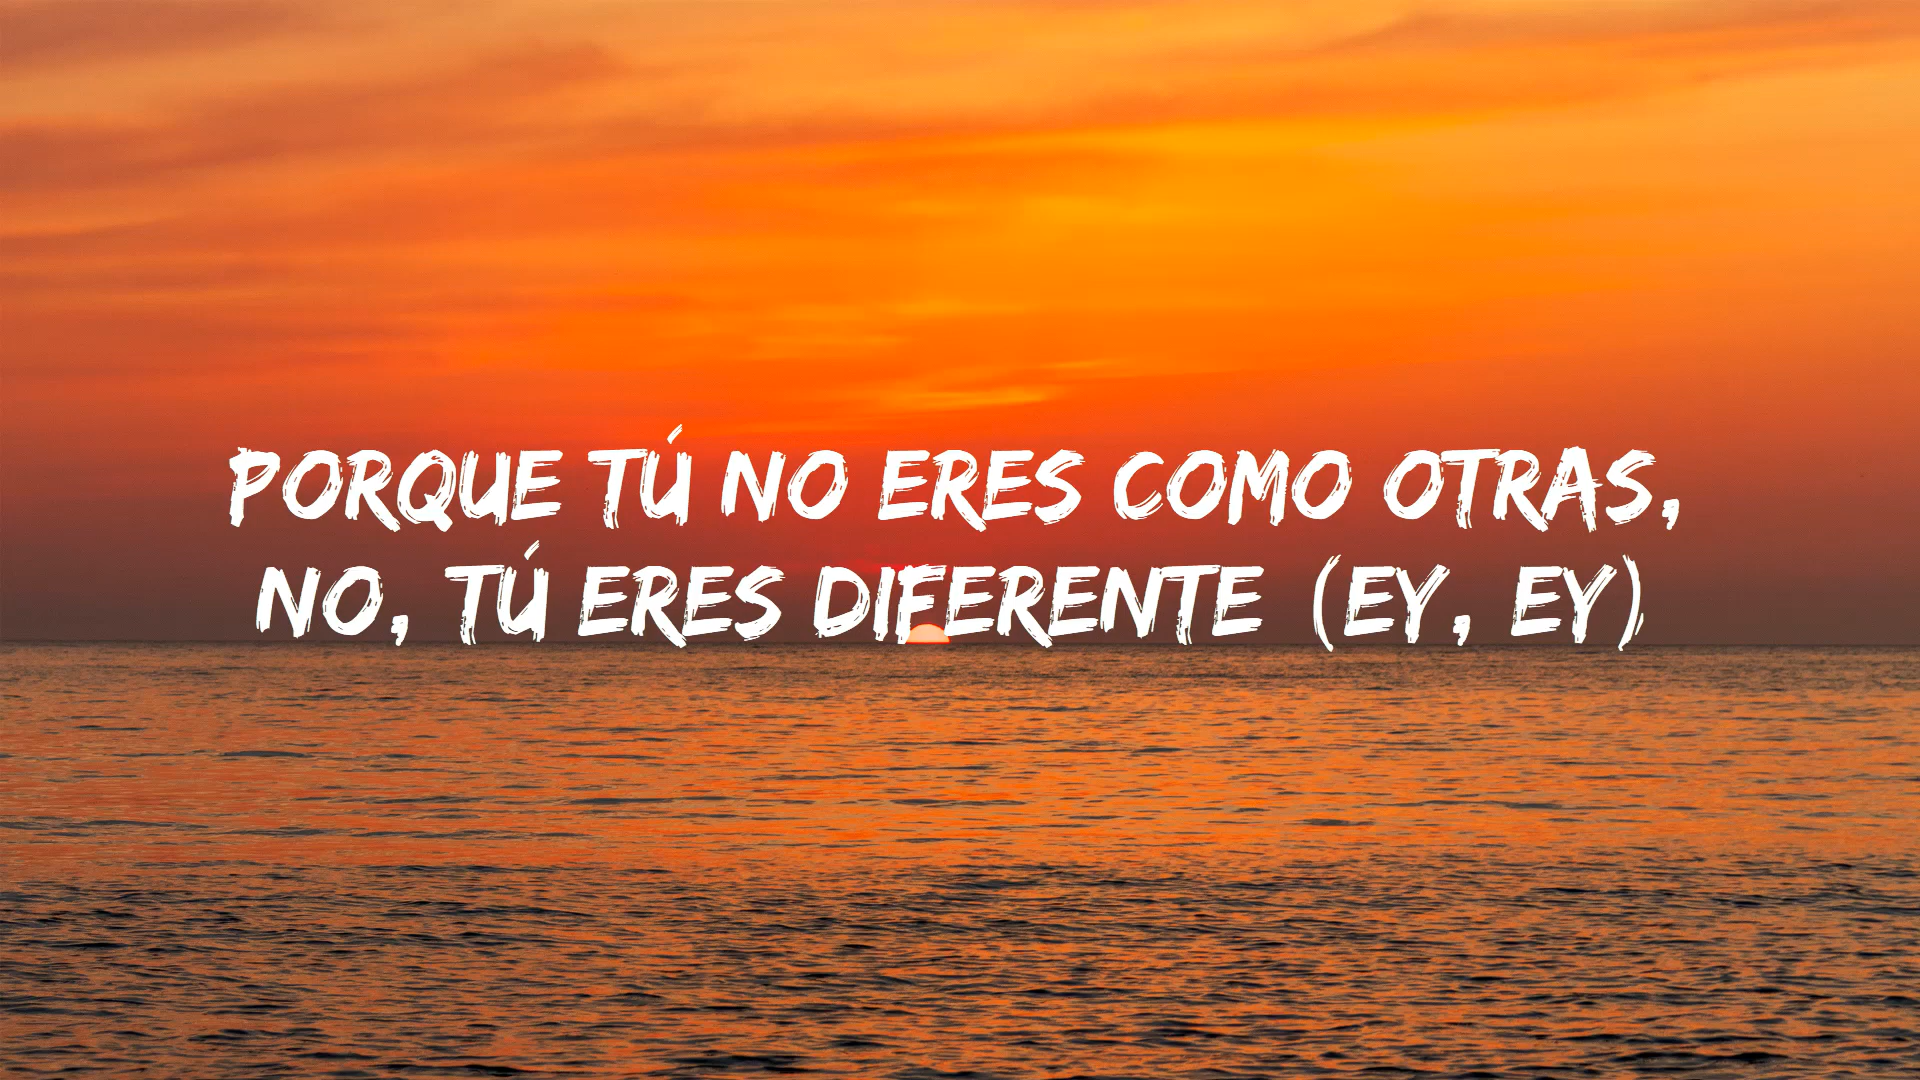 PORQUE TÚ NO ERES COMO OTRAS,
NO, TÚ ERES DIFERENTE (EY, EY)